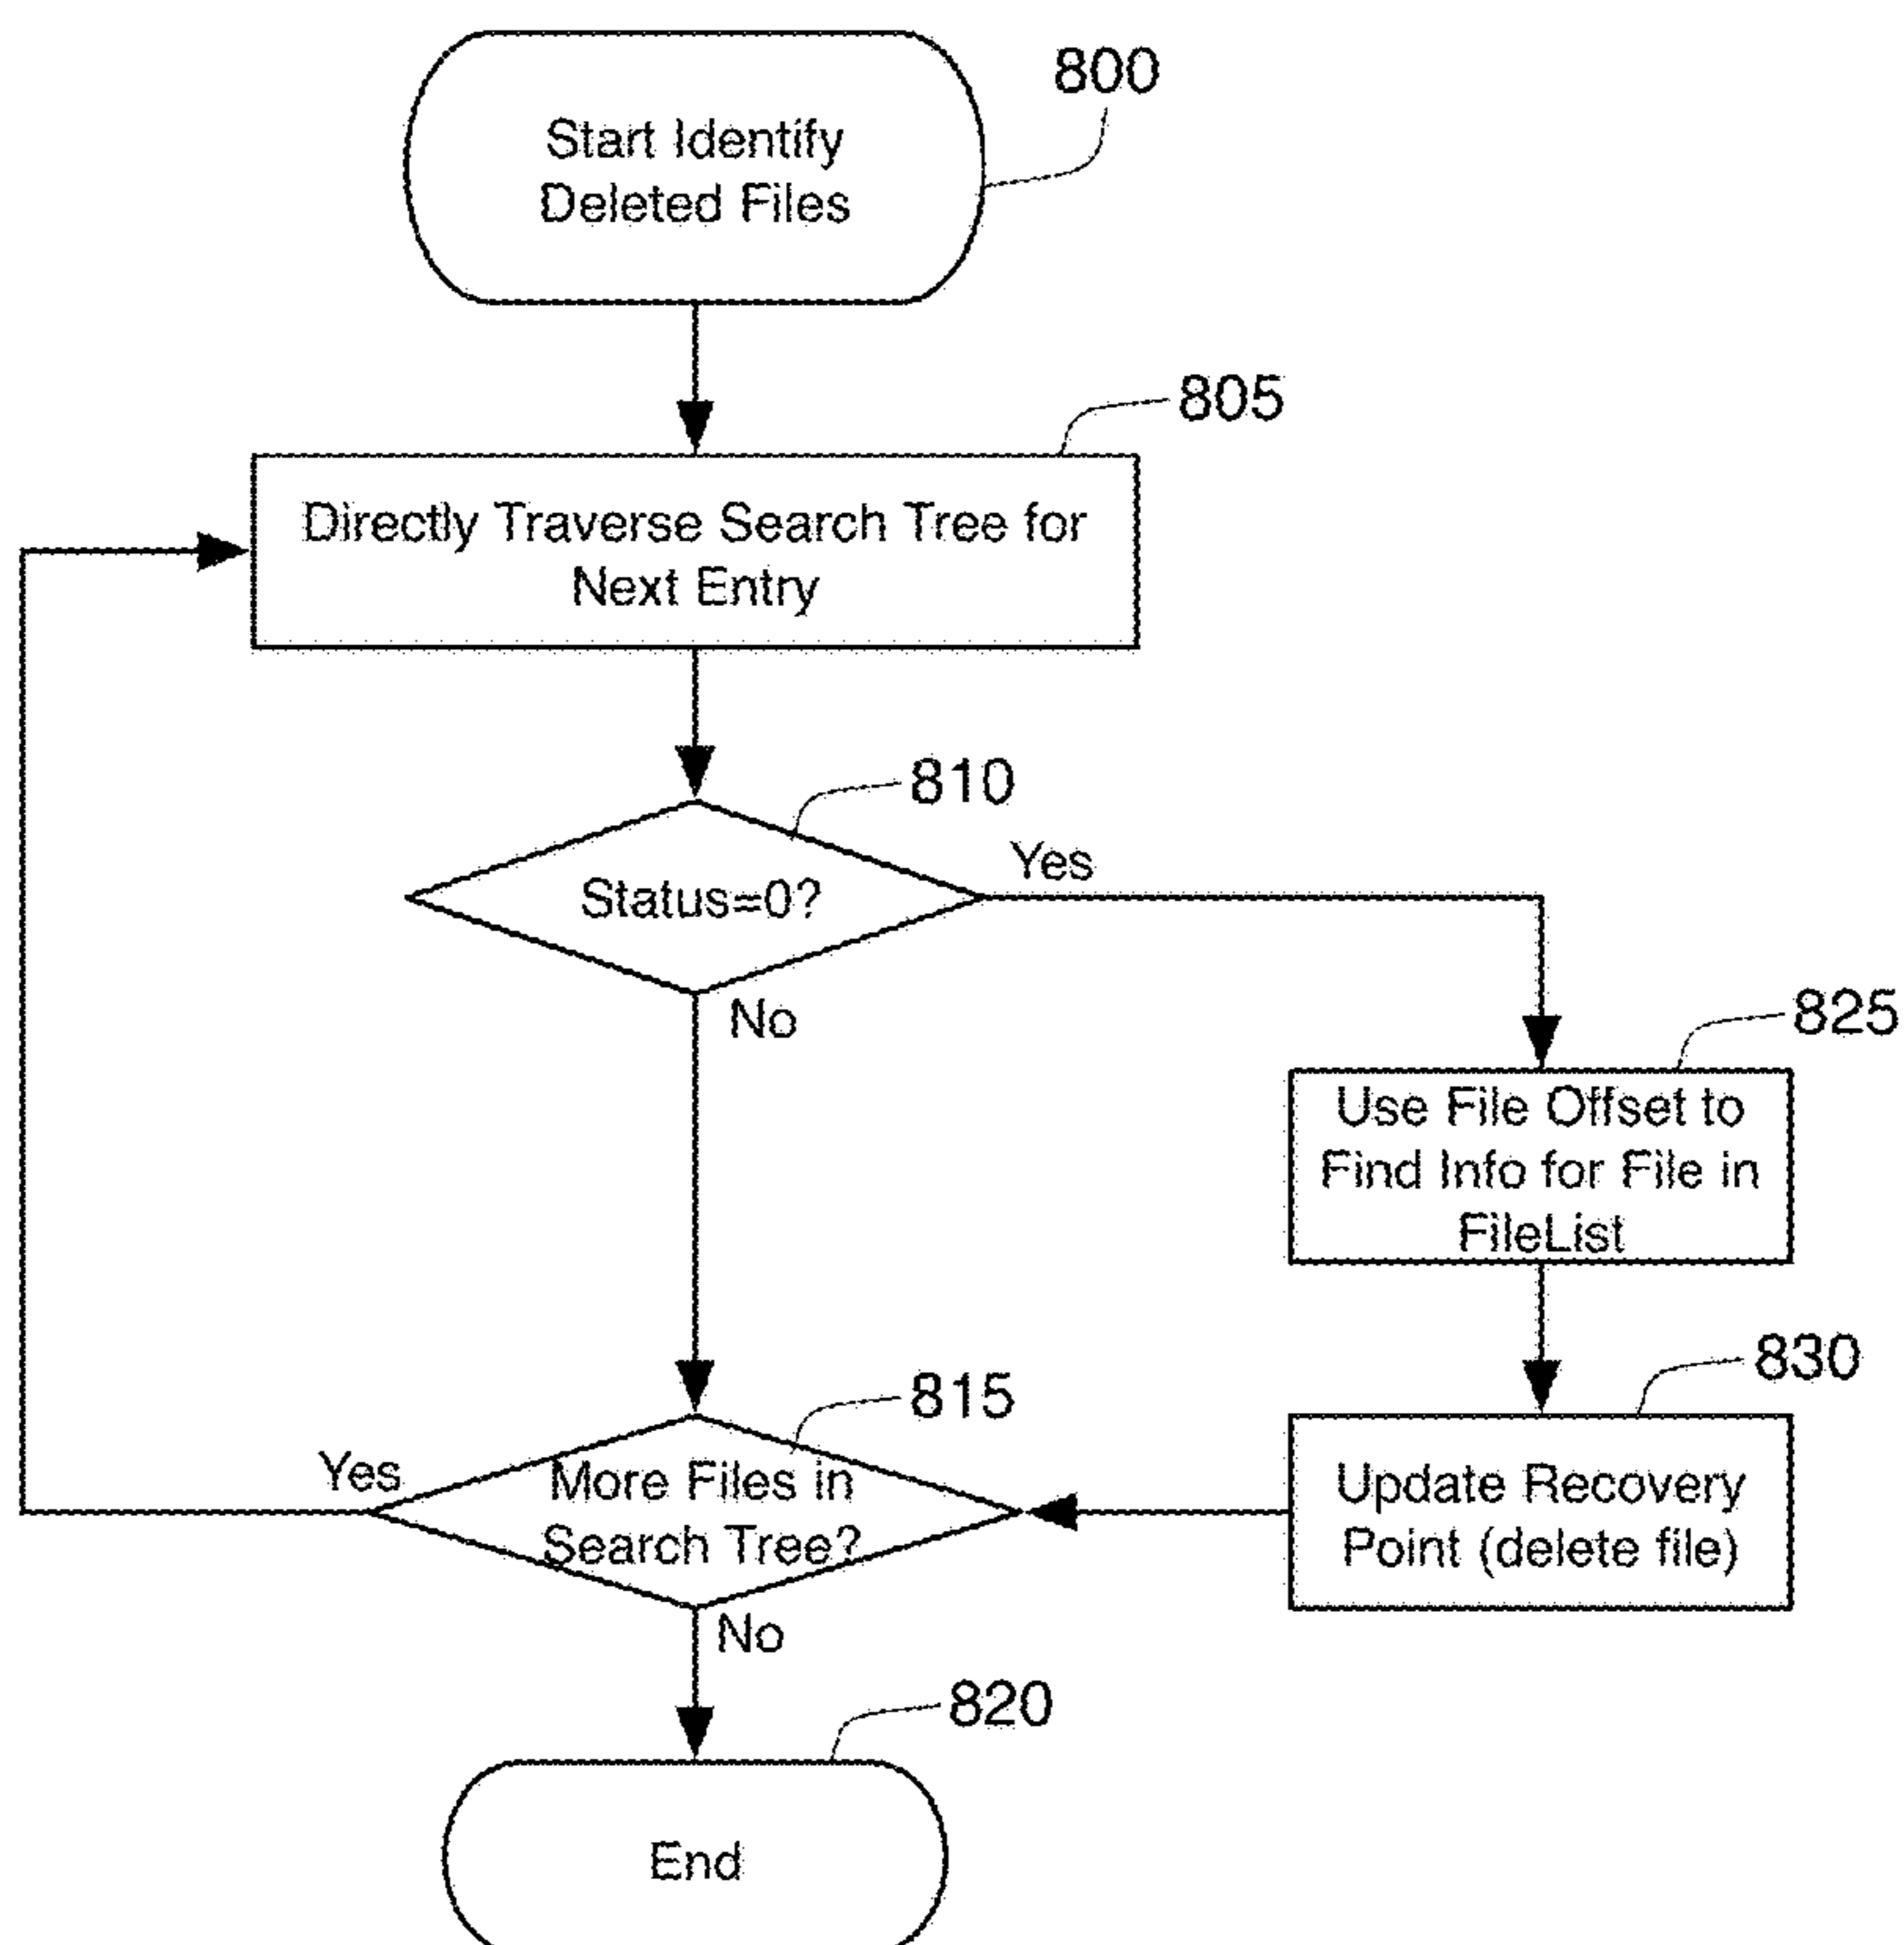 800
Start Identify
Deleted Files
805
Directly Traverse Search Tree for
Next Entry
810
Status=0?
Yes
No
825
Use File Offset to
Find Info for File in
FileList
830
Update Recovery
Point (delete file)
815
More Files in
Search Tree?
Yes
No
820
End